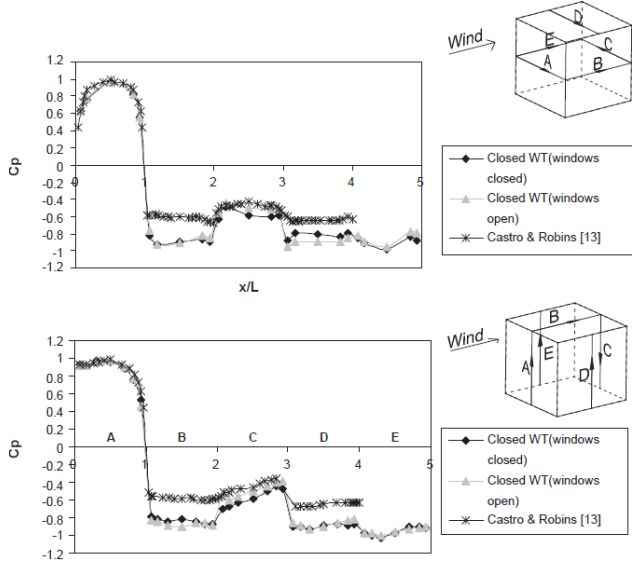 1.2
1
0.8
0.6
0.4
0.2
0
-0.2
-0.4
-0.6
-0.8
-1
-1.2
Cp
0 1 2 3 4 5
x/L
Wind
D
E
C
A
B
Closed WT(windows
closed)
Closed WT(windows
open)
Castro & Robins [13]
1.2
1
0.8
0.6
0.4
0.2
0
-0.2
-0.4
-0.6
-0.8
-1
-1.2
Cp
A B C D E
0 1 2 3 4 5
Wind
B
E
C
A
D
Closed WT(windows
closed)
Closed WT(windows
open)
Castro & Robins [13]